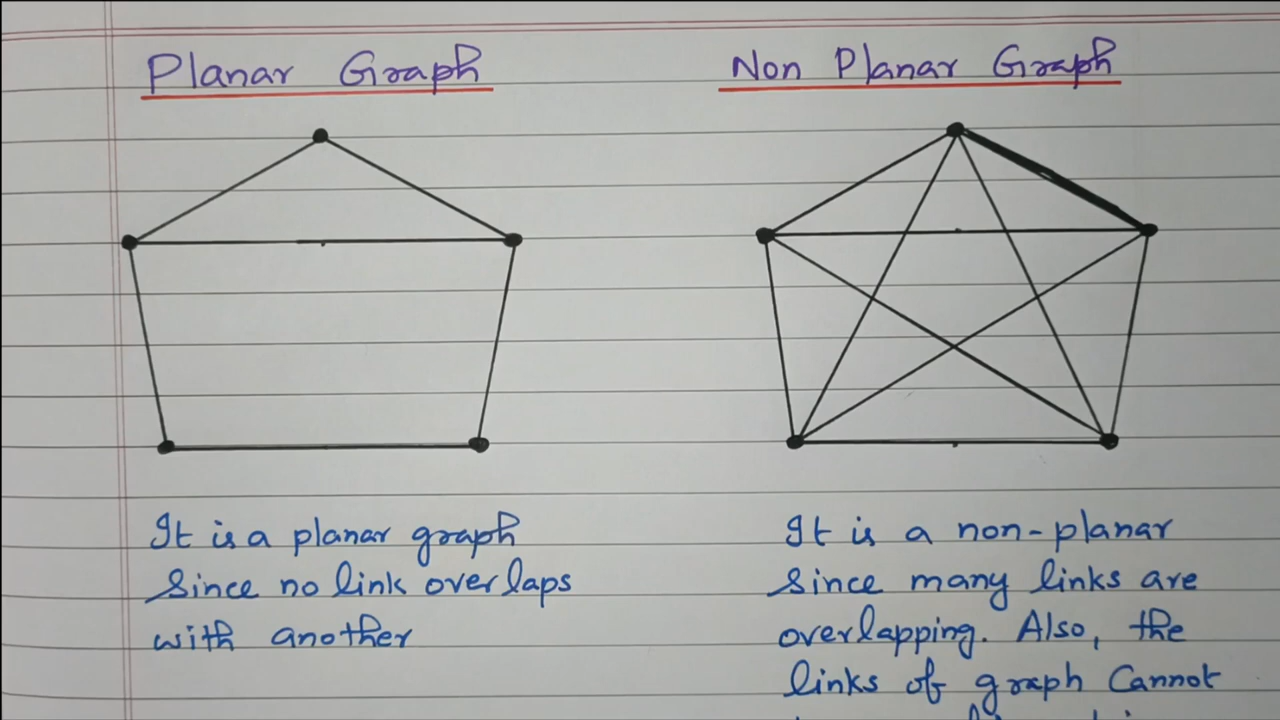 Planar Graph
It is a planar graph
since no link overlaps
with another
Non Planar Graph
It is a non-planar
since many links are
overlapping. Also, the
links of graph cannot